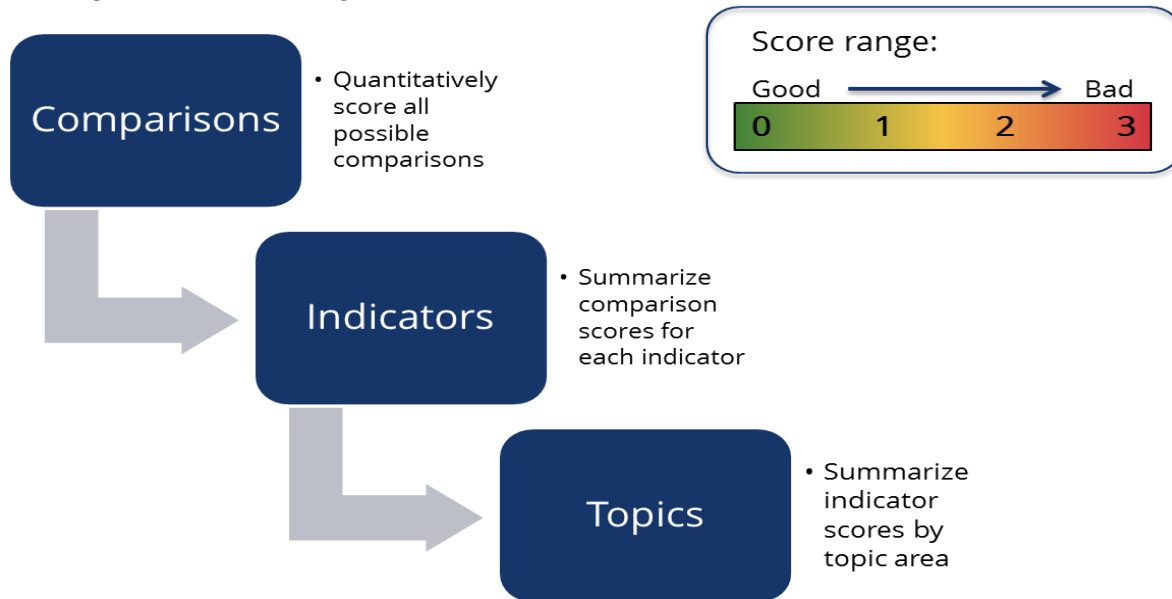 Score range:
Good
Bad
0 1 2 3
Comparisons
• Quantitatively
score all
possible
comparisons
Indicators
• Summarize
comparison
scores for
each indicator
Topics
• Summarize
indicator
scores by
topic area